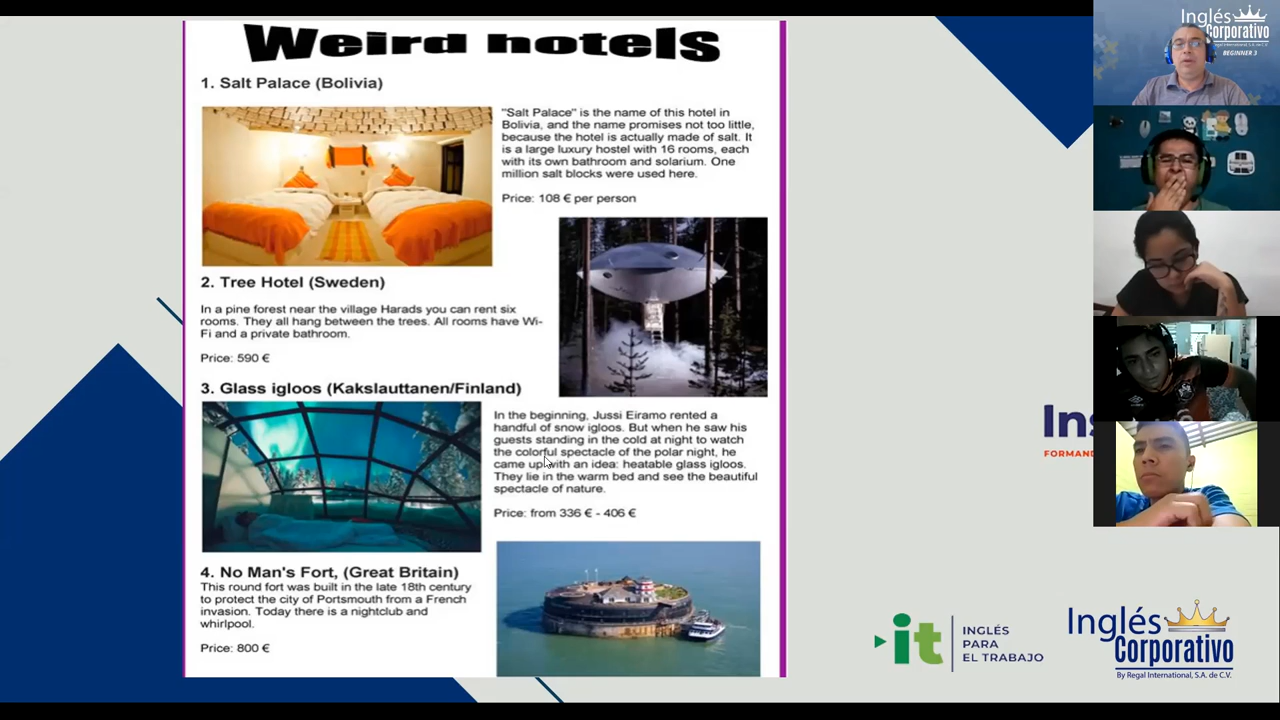 Weird hotels
1. Salt Palace (Bolivia)
"Salt Palace" is the name of this hotel in
Bolivia, and the name promises not too little,
because the hotel is actually made of salt. It
is a large luxury hostel with 16 rooms, each
with its own bathroom and solarium. One
million salt blocks were used here.
Price: 108 € per person
2. Tree Hotel (Sweden)
In a pine forest near the village Harads you can rent six
rooms. They all hang between the trees. All rooms have Wi-
Fi and a private bathroom.
Price: 590 €
3. Glass igloos (Kakslauttanen/Finland)
In the beginning, Jussi Eiramo rented a
handful of snow igloos. But when he saw his
guests standing in the cold at night to watch
the colorful spectacle of the polar night, he
came up with an idea: heatable glass igloos.
They lie in the warm bed and see the beautiful
spectacle of nature.
Price: from 336 € - 406 €
4. No Man's Fort, (Great Britain)
This round fort was built in the late 18th century
to protect the city of Portsmouth from a French
invasion. Today there is a nightclub and
whirlpool.
Price: 800 €
Inglés
Corporativo
BEGINNER 3
In
FORMAND
it
INGLÉS
PARA
EL TRABAJO
Inglés
Corporativo
By Regal International, S.A. de C.V.